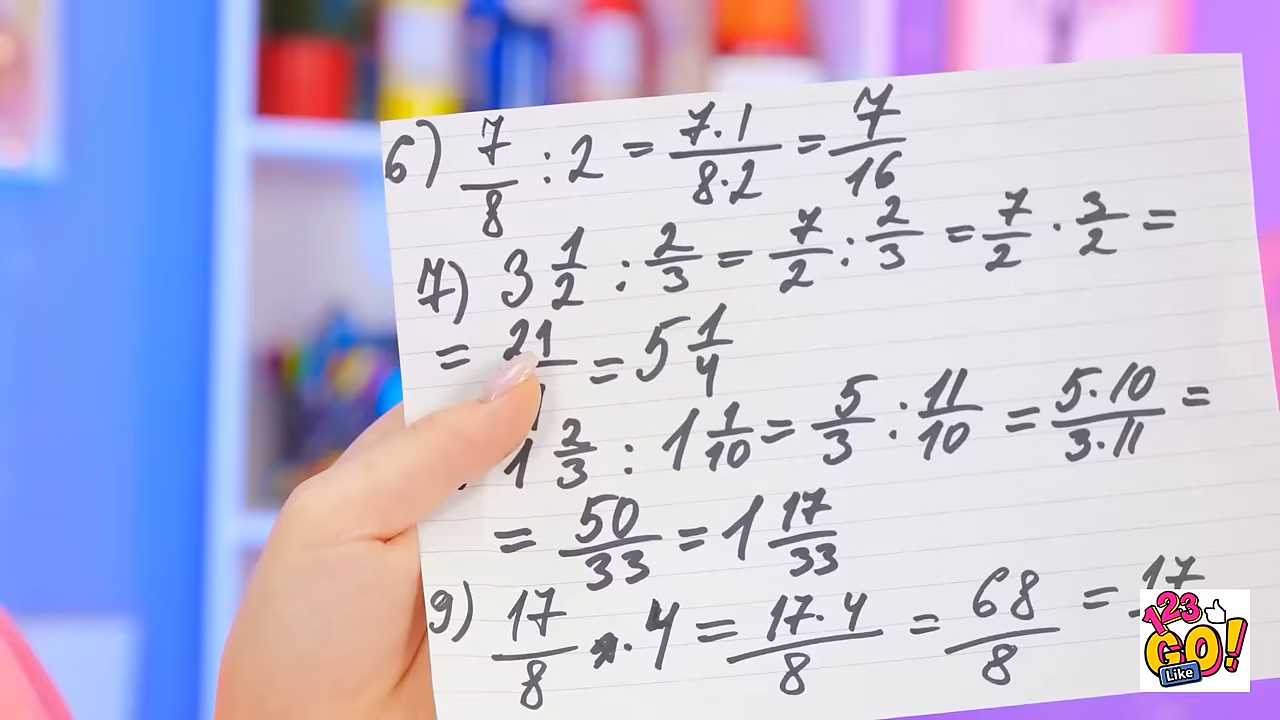 6) 7/8 : 2 = 7·1/8·2 = 7/16
7) 3 1/2 : 2/3 = 7/2 : 2/3 = 7/2 · 3/2 =
= 21/ = 5 1/4
1 2/3 : 1 1/10 = 5/3 : 11/10 = 5·10/3·11 =
= 50/33 = 1 17/33
9) 17/8 · 4 = 17·4/8 = 68/8 = 17
123 GO!
Like